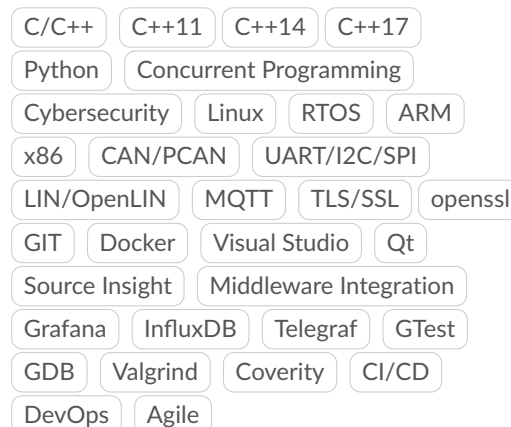 C/C++ C++11 C++14 C++17
Python Concurrent Programming
Cybersecurity Linux RTOS ARM
x86 CAN/PCAN UART/I2C/SPI
LIN/OpenLIN MQTT TLS/SSL openssl
GIT Docker Visual Studio Qt
Source Insight Middleware Integration
Grafana InfluxDB Telegraf GTest
GDB Valgrind Coverity CI/CD
DevOps Agile